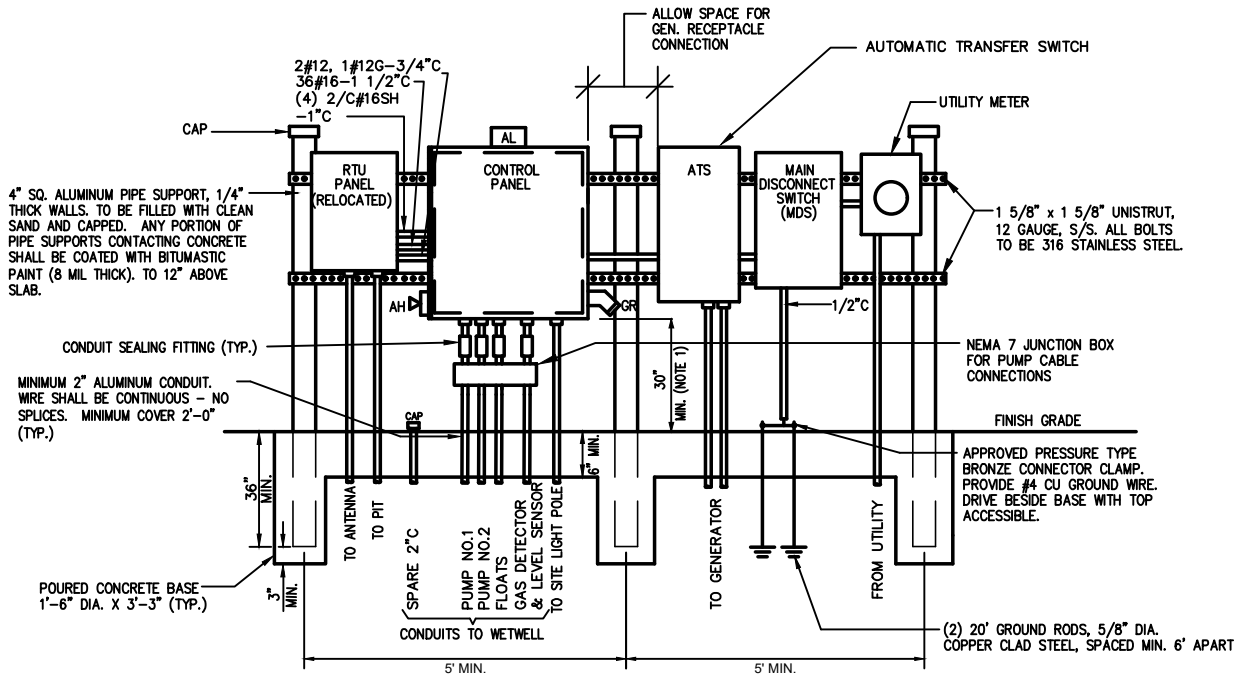 ALLOW SPACE FOR
GEN. RECEPTACLE
CONNECTION
AUTOMATIC TRANSFER SWITCH
2#12, 1#12G-3/4"C
36#16-1 1/2"C
(4) 2/C#16SH
-1"C
UTILITY METER
CAP
AL
RTU
PANEL
(RELOCATED)
CONTROL
PANEL
ATS
MAIN
DISCONNECT
SWITCH
(MDS)
4" SQ. ALUMINUM PIPE SUPPORT, 1/4"
THICK WALLS. TO BE FILLED WITH CLEAN
SAND AND CAPPED. ANY PORTION OF
PIPE SUPPORTS CONTACTING CONCRETE
SHALL BE COATED WITH BITUMASTIC
PAINT (8 MIL THICK). TO 12" ABOVE
SLAB.
1 5/8" x 1 5/8" UNISTRUT,
12 GAUGE, S/S. ALL BOLTS
TO BE 316 STAINLESS STEEL.
AH
GR
1/2"C
CONDUIT SEALING FITTING (TYP.)
30"
MIN. (NOTE 1)
NEMA 7 JUNCTION BOX
FOR PUMP CABLE
CONNECTIONS
MINIMUM 2" ALUMINUM CONDUIT.
WIRE SHALL BE CONTINUOUS – NO
SPLICES. MINIMUM COVER 2'-0"
(TYP.)
CAP
FINISH GRADE
36"
MIN.
6" MIN.
APPROVED PRESSURE TYPE
BRONZE CONNECTOR CLAMP.
PROVIDE #4 CU GROUND WIRE.
DRIVE BESIDE BASE WITH TOP
ACCESSIBLE.
TO ANTENNA
TO PIT
SPARE 2"C
PUMP NO.1
PUMP NO.2
FLOATS
GAS DETECTOR
& LEVEL SENSOR
TO SITE LIGHT POLE
TO GENERATOR
FROM UTILITY
3"
MIN.
POURED CONCRETE BASE
1'-6" DIA. X 3'-3" (TYP.)
CONDUITS TO WETWELL
(2) 20' GROUND RODS, 5/8" DIA.
COPPER CLAD STEEL, SPACED MIN. 6' APART
5' MIN.
5' MIN.